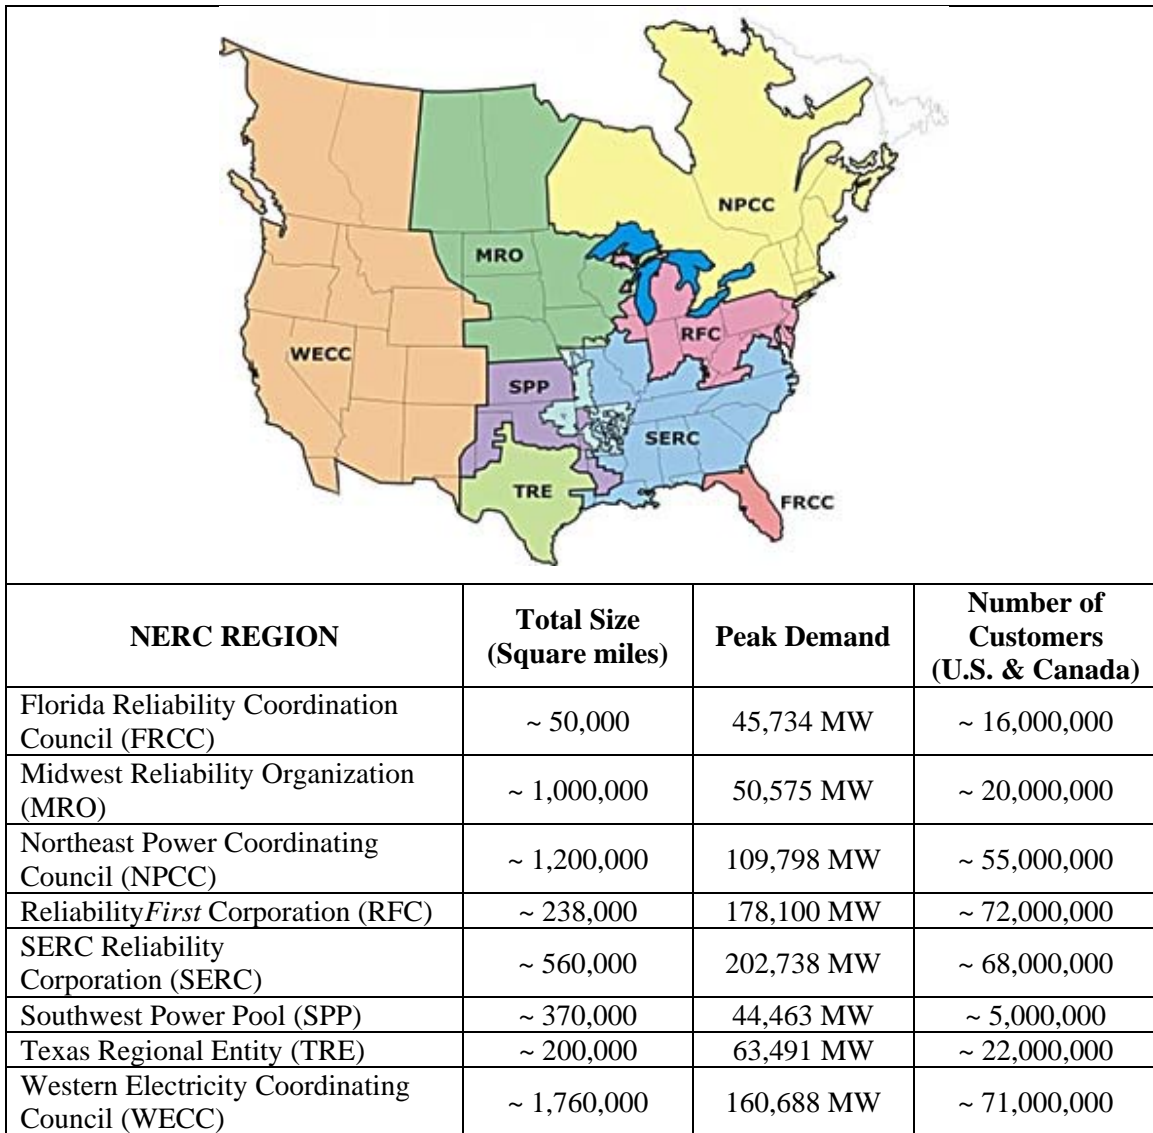 NPCC
MRO
RFC
WECC
SPP
SERC
TRE
FRCC
NERC REGION
Total Size
(Square miles)
Peak Demand
Number of
Customers
(U.S. & Canada)
Florida Reliability Coordination
Council (FRCC)
~ 50,000
45,734 MW
~ 16,000,000
Midwest Reliability Organization
(MRO)
~ 1,000,000
50,575 MW
~ 20,000,000
Northeast Power Coordinating
Council (NPCC)
~ 1,200,000
109,798 MW
~ 55,000,000
ReliabilityFirst Corporation (RFC)
~ 238,000
178,100 MW
~ 72,000,000
SERC Reliability
Corporation (SERC)
~ 560,000
202,738 MW
~ 68,000,000
Southwest Power Pool (SPP)
~ 370,000
44,463 MW
~ 5,000,000
Texas Regional Entity (TRE)
~ 200,000
63,491 MW
~ 22,000,000
Western Electricity Coordinating
Council (WECC)
~ 1,760,000
160,688 MW
~ 71,000,000